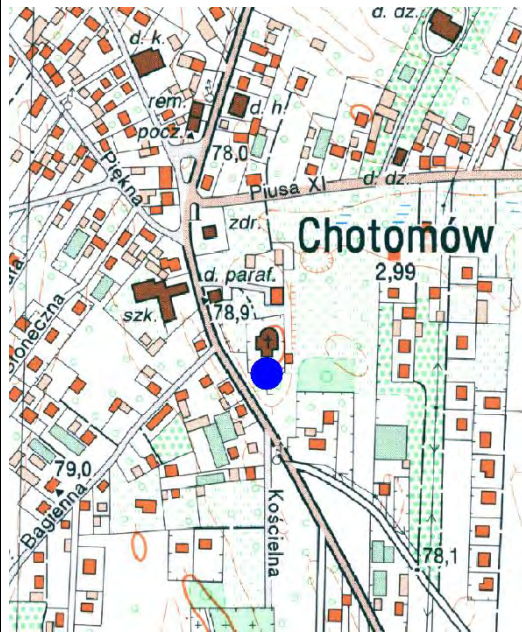 d. dz.
d. k.
rem.
d. h.
pocz.
78,0
Piękna
Piusa XI
d. dz.
zdr.
Chotomów
2,99
d. paraf.
szk.
78,9
Słoneczna
79,0
Bagienna
Kościelna
78,1